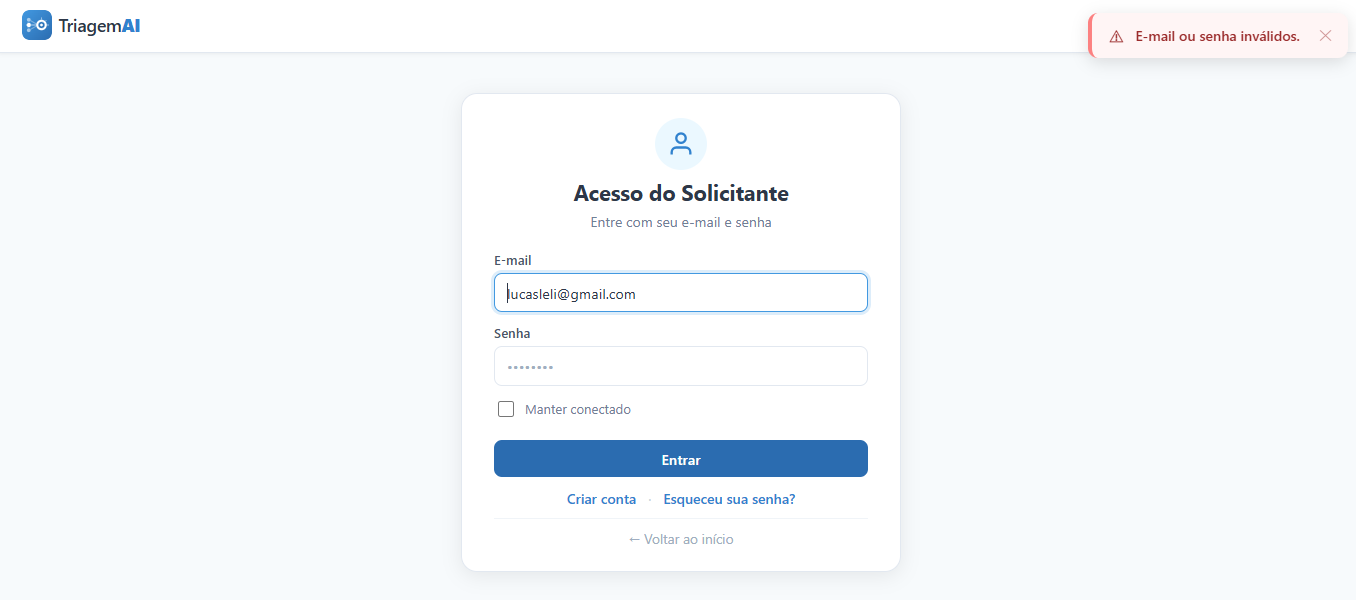 TriagemAI
E-mail ou senha inválidos.
Acesso do Solicitante
Entre com seu e-mail e senha
E-mail
lucasleli@gmail.com
Senha
••••••••
Manter conectado
Entrar
Criar conta · Esqueceu sua senha?
← Voltar ao início